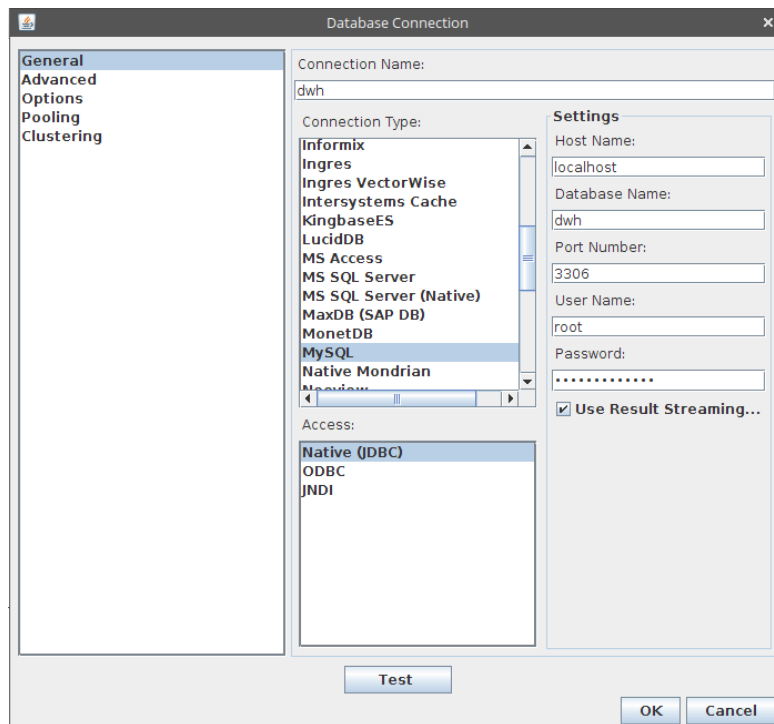 Database Connection
General
Advanced
Options
Pooling
Clustering
Connection Name:
dwh
Connection Type:
Informix
Ingres
Ingres VectorWise
Intersystems Cache
KingbaseES
LucidDB
MS Access
MS SQL Server
MS SQL Server (Native)
MaxDB (SAP DB)
MonetDB
MySQL
Native Mondrian
Neoview
Access:
Native (JDBC)
ODBC
JNDI
Settings
Host Name:
localhost
Database Name:
dwh
Port Number:
3306
User Name:
root
Password:
•••••••••••••
Use Result Streaming...
Test
OK
Cancel